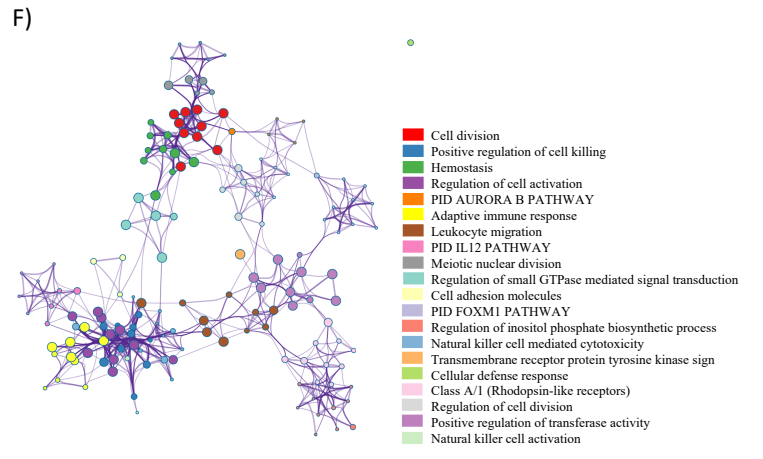 F)
Cell division
Positive regulation of cell killing
Hemostasis
Regulation of cell activation
PID AURORA B PATHWAY
Adaptive immune response
Leukocyte migration
PID IL12 PATHWAY
Meiotic nuclear division
Regulation of small GTPase mediated signal transduction
Cell adhesion molecules
PID FOXM1 PATHWAY
Regulation of inositol phosphate biosynthetic process
Natural killer cell mediated cytotoxicity
Transmembrane receptor protein tyrosine kinase sign
Cellular defense response
Class A/1 (Rhodopsin-like receptors)
Regulation of cell division
Positive regulation of transferase activity
Natural killer cell activation